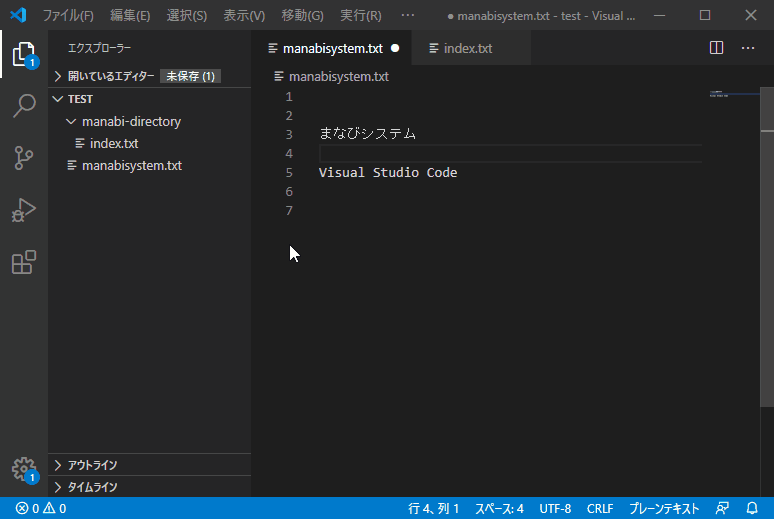 ファイル(F) 編集(E) 選択(S) 表示(V) 移動(G) 実行(R) ··· ● manabisystem.txt - test - Visual ...
エクスプローラー
manabisystem.txt ● index.txt ···
開いているエディター 未保存 (1)
manabisystem.txt
TEST
manabi-directory
index.txt
manabisystem.txt
1
2
3 まなびシステム
4
5 Visual Studio Code
6
7
1
1
アウトライン
タイムライン
0 0 行 4、列 1 スペース: 4 UTF-8 CRLF プレーンテキスト